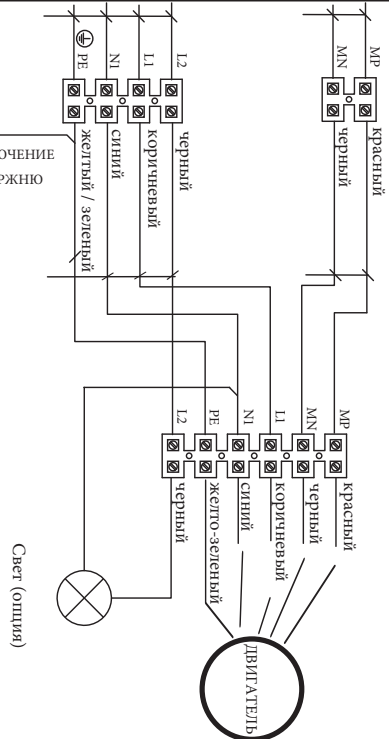 PE
N1
L1
L2
MN
MP
желтый / зеленый
синий
коричневый
черный
черный
красный
ОЧЕНИЕ
РЖНЮ
L2
PE
N1
L1
MN
MP
черный
желто-зеленый
синий
коричневый
черный
красный
ДВИГАТЕЛЬ
Свет (опция)